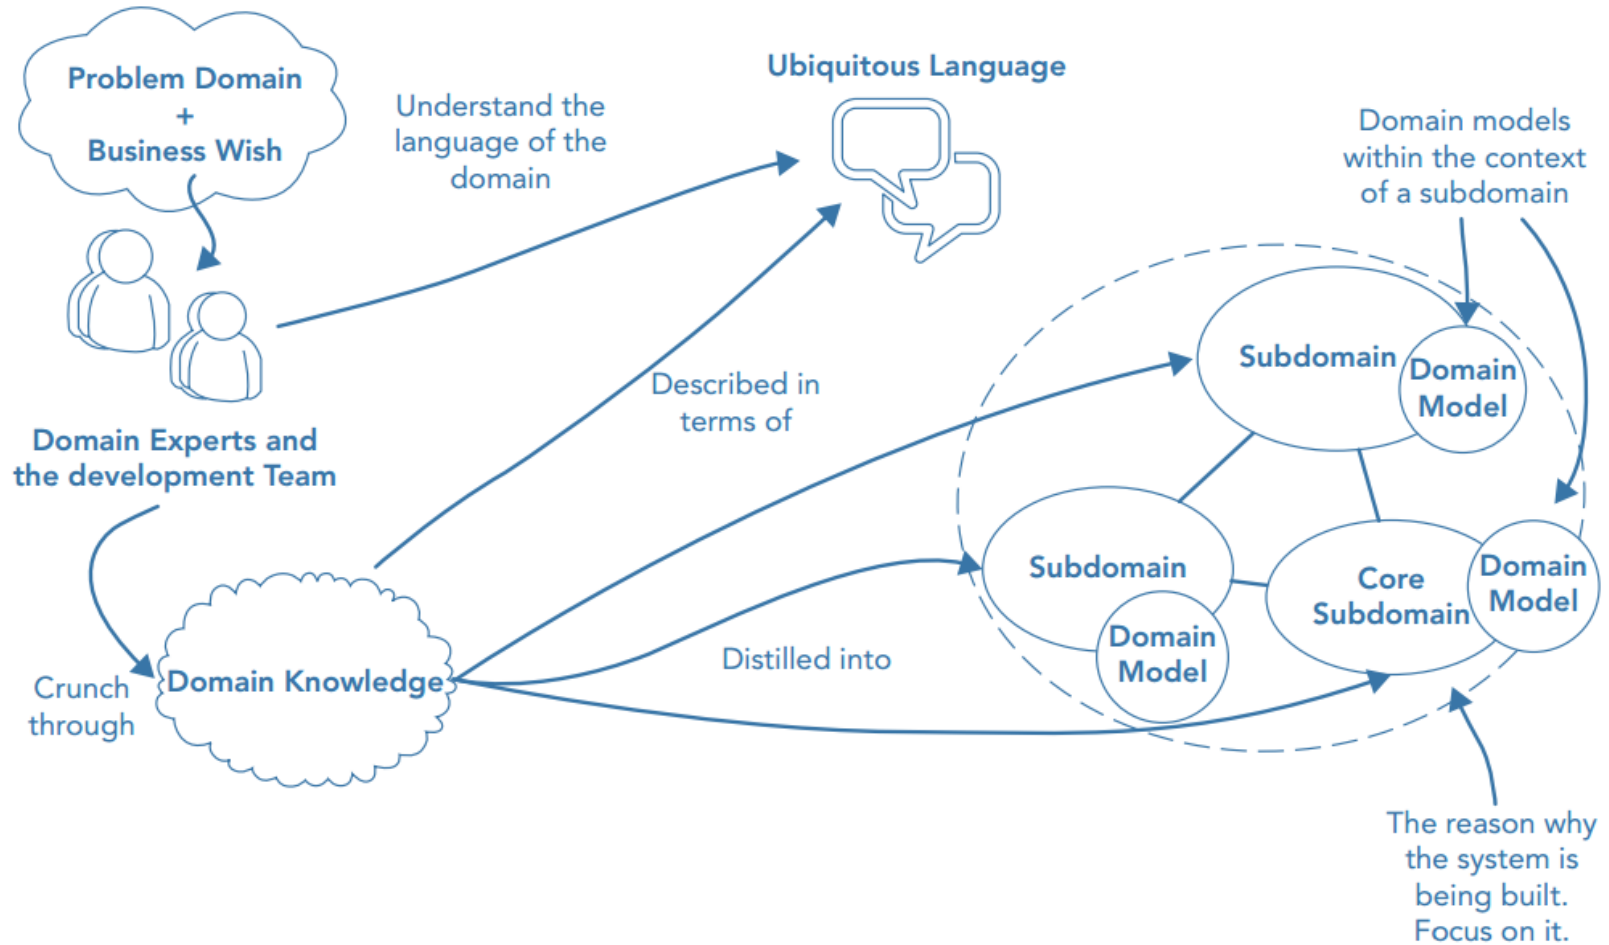 Problem Domain
+
Business Wish
Understand the
language of the
domain
Ubiquitous Language
Domain models
within the context
of a subdomain
Domain Experts and
the development Team
Described in
terms of
Subdomain
Domain
Model
Subdomain
Domain
Model
Core
Subdomain
Domain
Model
Crunch
through
Domain Knowledge
Distilled into
The reason why
the system is
being built.
Focus on it.